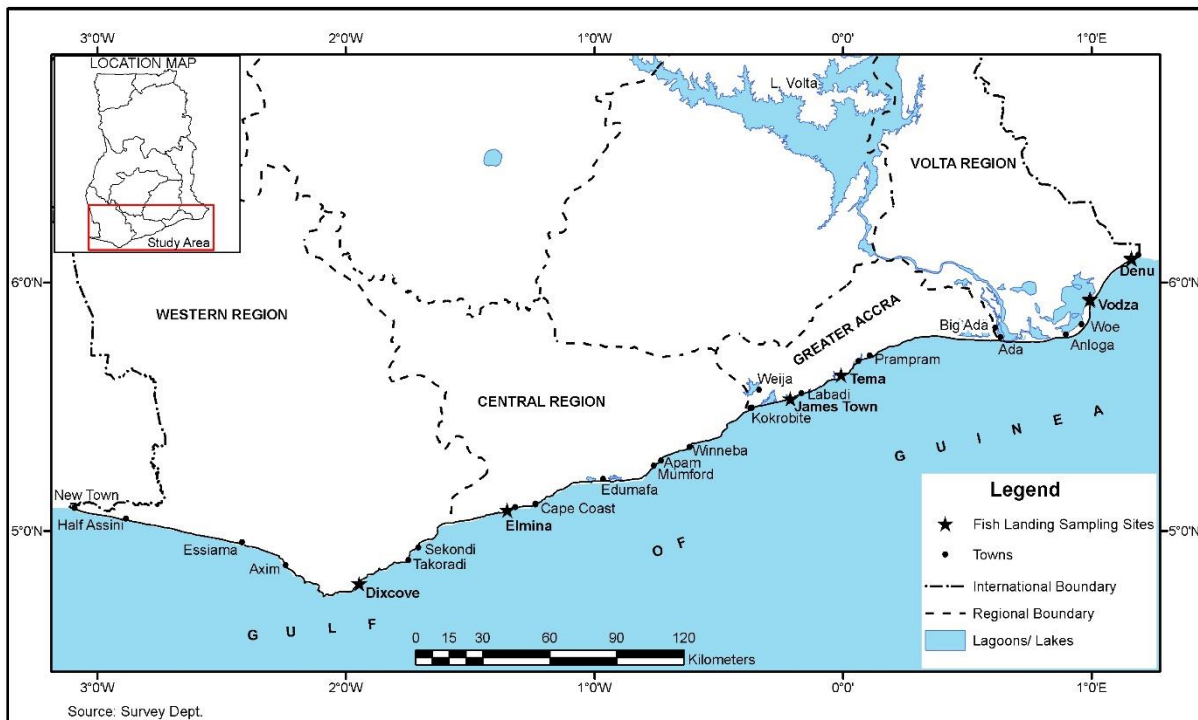 3°0'W 2°0'W 1°0'W 0°0' 1°0'E
LOCATION MAP
Study Area
L. Volta
VOLTA REGION
6°0'N
6°0'N
Denu
Vodza
WESTERN REGION
GREATER ACCRA
Big Ada
Woe
Ada
Anloga
Prampram
Weija
Tema
Labadi
CENTRAL REGION
James Town
Kokrobite
Winneba
Apam
Mumford
Edumafa
New Town
Half Assini
Cape Coast
Elmina
5°0'N
5°0'N
Essiama
Sekondi
Axim
Takoradi
Dixcove
GULF
OF
GUINEA
Legend
Fish Landing Sampling Sites
Towns
International Boundary
Regional Boundary
Lagoons/ Lakes
0 15 30 60 90 120
Kilometers
3°0'W 2°0'W 1°0'W 0°0' 1°0'E
Source: Survey Dept.